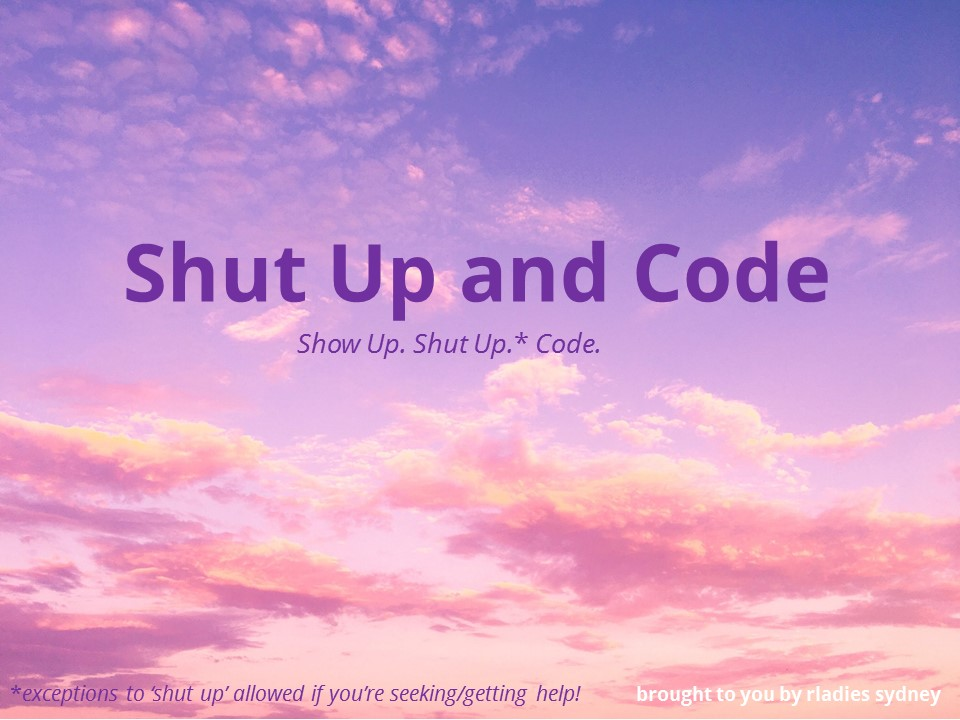 Shut Up and Code
Show Up. Shut Up.* Code.
*exceptions to ‘shut up’ allowed if you’re seeking/getting help!
brought to you by rladies sydney